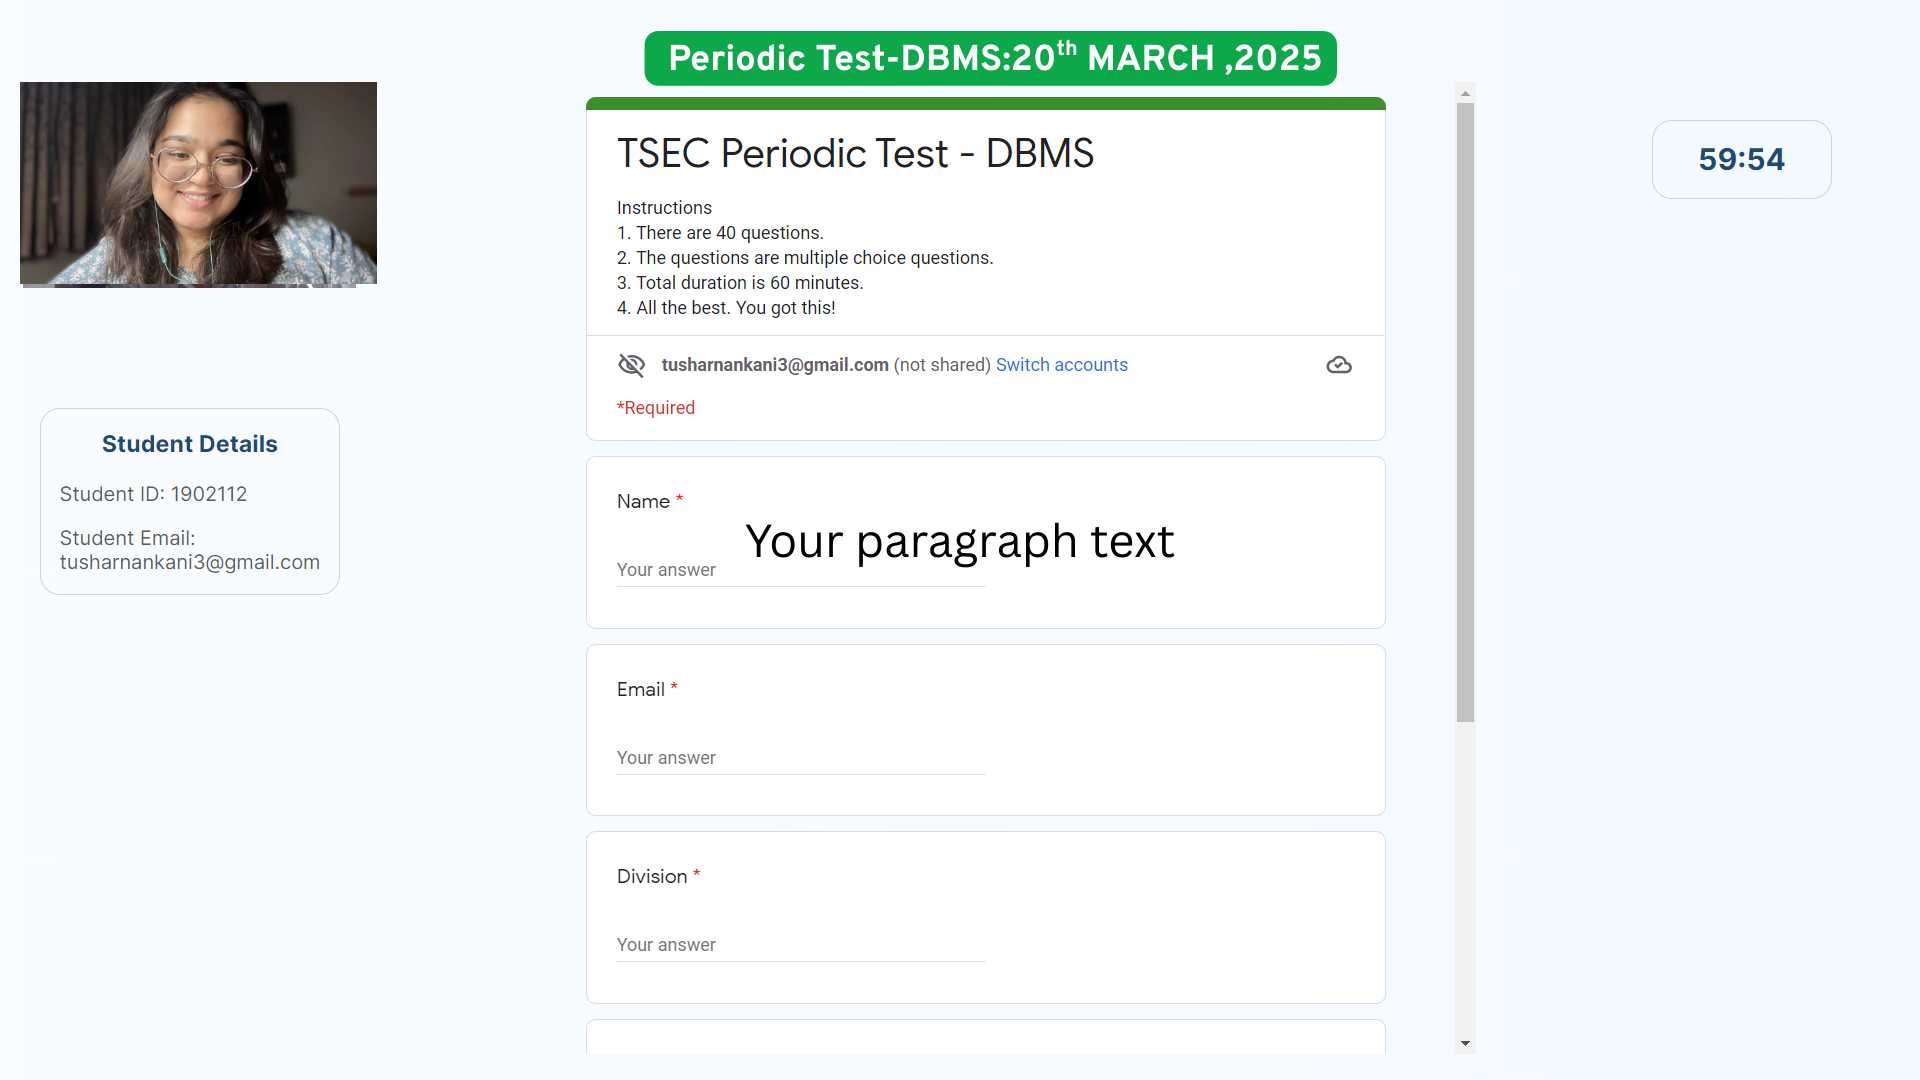 Periodic Test-DBMS:20th MARCH ,2025
TSEC Periodic Test - DBMS
Instructions
1. There are 40 questions.
2. The questions are multiple choice questions.
3. Total duration is 60 minutes.
4. All the best. You got this!
tusharnankani3@gmail.com (not shared) Switch accounts
*Required
59:54
Student Details
Student ID: 1902112
Student Email:
tusharnankani3@gmail.com
Name *
Your paragraph text
Your answer
Email *
Your answer
Division *
Your answer